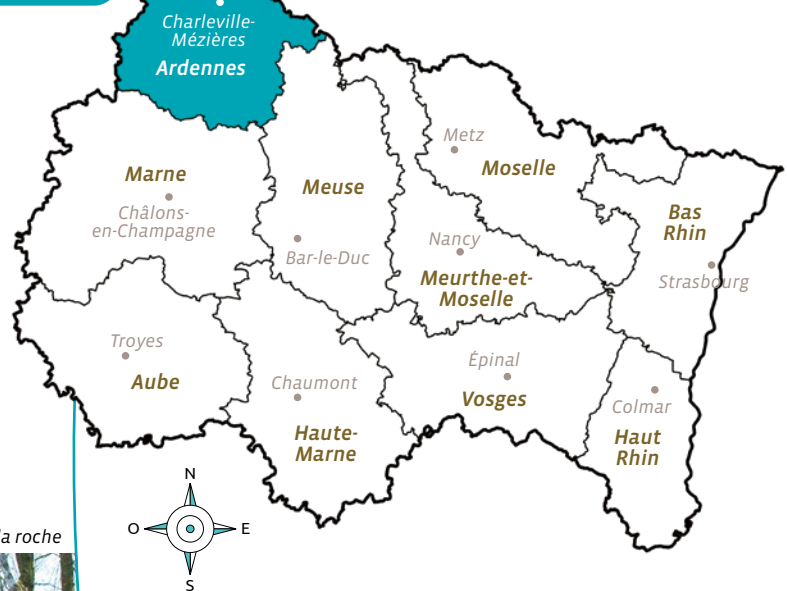 Charleville-
Mézières
Ardennes
Metz
Moselle
Marne
Meuse
Châlons-
en-Champagne
Bas
Rhin
Nancy
Bar-le-Duc
Strasbourg
Meurthe-et-
Moselle
Troyes
Aube
Épinal
Vosges
Chaumont
Colmar
Haute-
Marne
Haut
Rhin
N
O
E
S
la roche